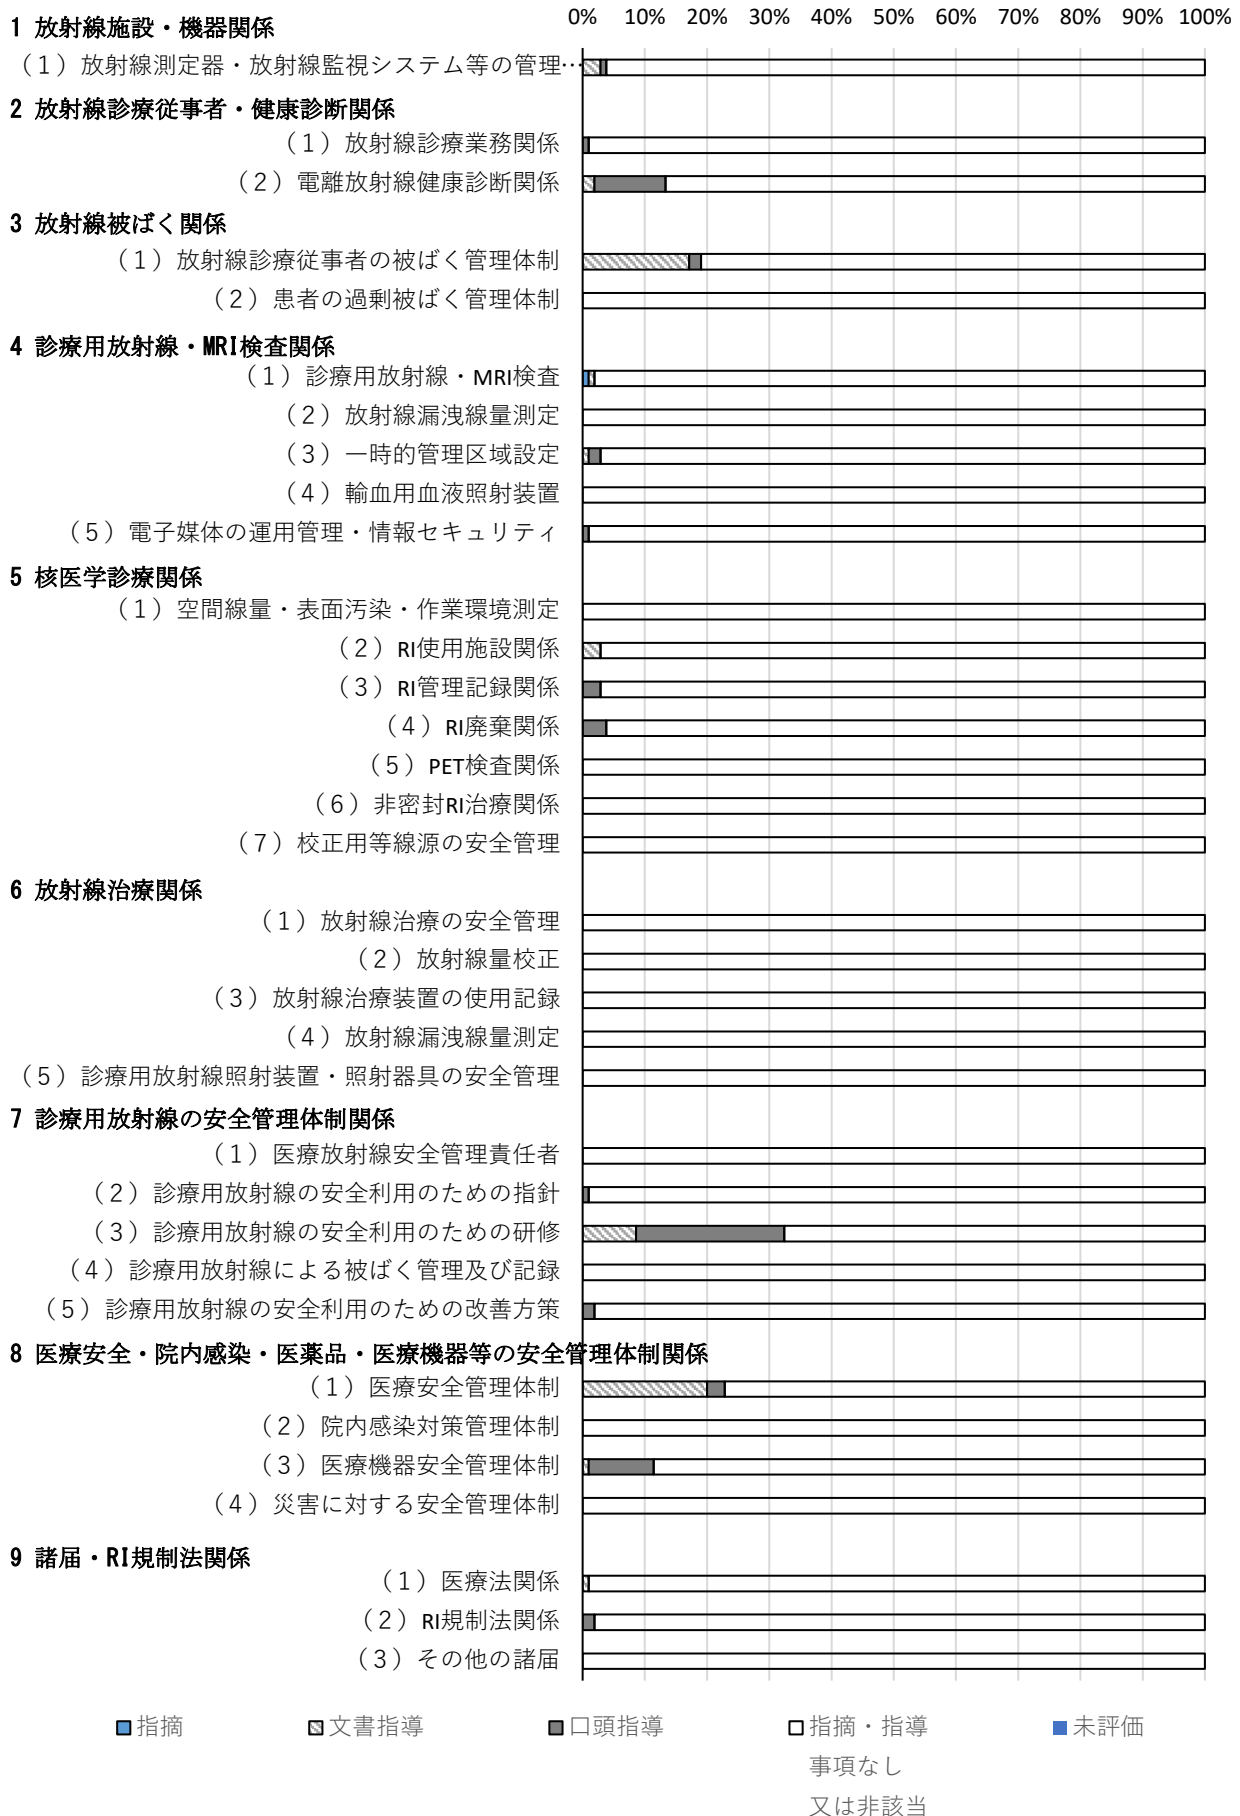 0% 10% 20% 30% 40% 50% 60% 70% 80% 90% 100%
1 放射線施設・機器関係
（１）放射線測定器・放射線監視システム等の管理…
2 放射線診療従事者・健康診断関係
（１）放射線診療業務関係
（２）電離放射線健康診断関係
3 放射線被ばく関係
（１）放射線診療従事者の被ばく管理体制
（２）患者の過剰被ばく管理体制
4 診療用放射線・MRI検査関係
（１）診療用放射線・MRI検査
（２）放射線漏洩線量測定
（３）一時的管理区域設定
（４）輸血用血液照射装置
（５）電子媒体の運用管理・情報セキュリティ
5 核医学診療関係
（１）空間線量・表面汚染・作業環境測定
（２）RI使用施設関係
（３）RI管理記録関係
（４）RI廃棄関係
（５）PET検査関係
（６）非密封RI治療関係
（７）校正用等線源の安全管理
6 放射線治療関係
（１）放射線治療の安全管理
（２）放射線量校正
（３）放射線治療装置の使用記録
（４）放射線漏洩線量測定
（５）診療用放射線照射装置・照射器具の安全管理
7 診療用放射線の安全管理体制関係
（１）医療放射線安全管理責任者
（２）診療用放射線の安全利用のための指針
（３）診療用放射線の安全利用のための研修
（４）診療用放射線による被ばく管理及び記録
（５）診療用放射線の安全利用のための改善方策
8 医療安全・院内感染・医薬品・医療機器等の安全管理体制関係
（１）医療安全管理体制
（２）院内感染対策管理体制
（３）医療機器安全管理体制
（４）災害に対する安全管理体制
9 諸届・RI規制法関係
（１）医療法関係
（２）RI規制法関係
（３）その他の諸届
指摘 文書指導 口頭指導 指摘・指導 未評価
事項なし
又は非該当